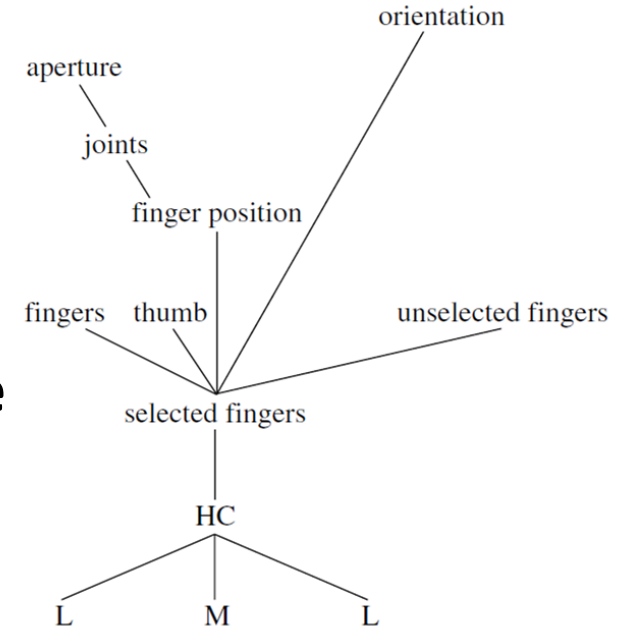 orientation
aperture
joints
finger position
fingers thumb unselected fingers
e
selected fingers
HC
L M L